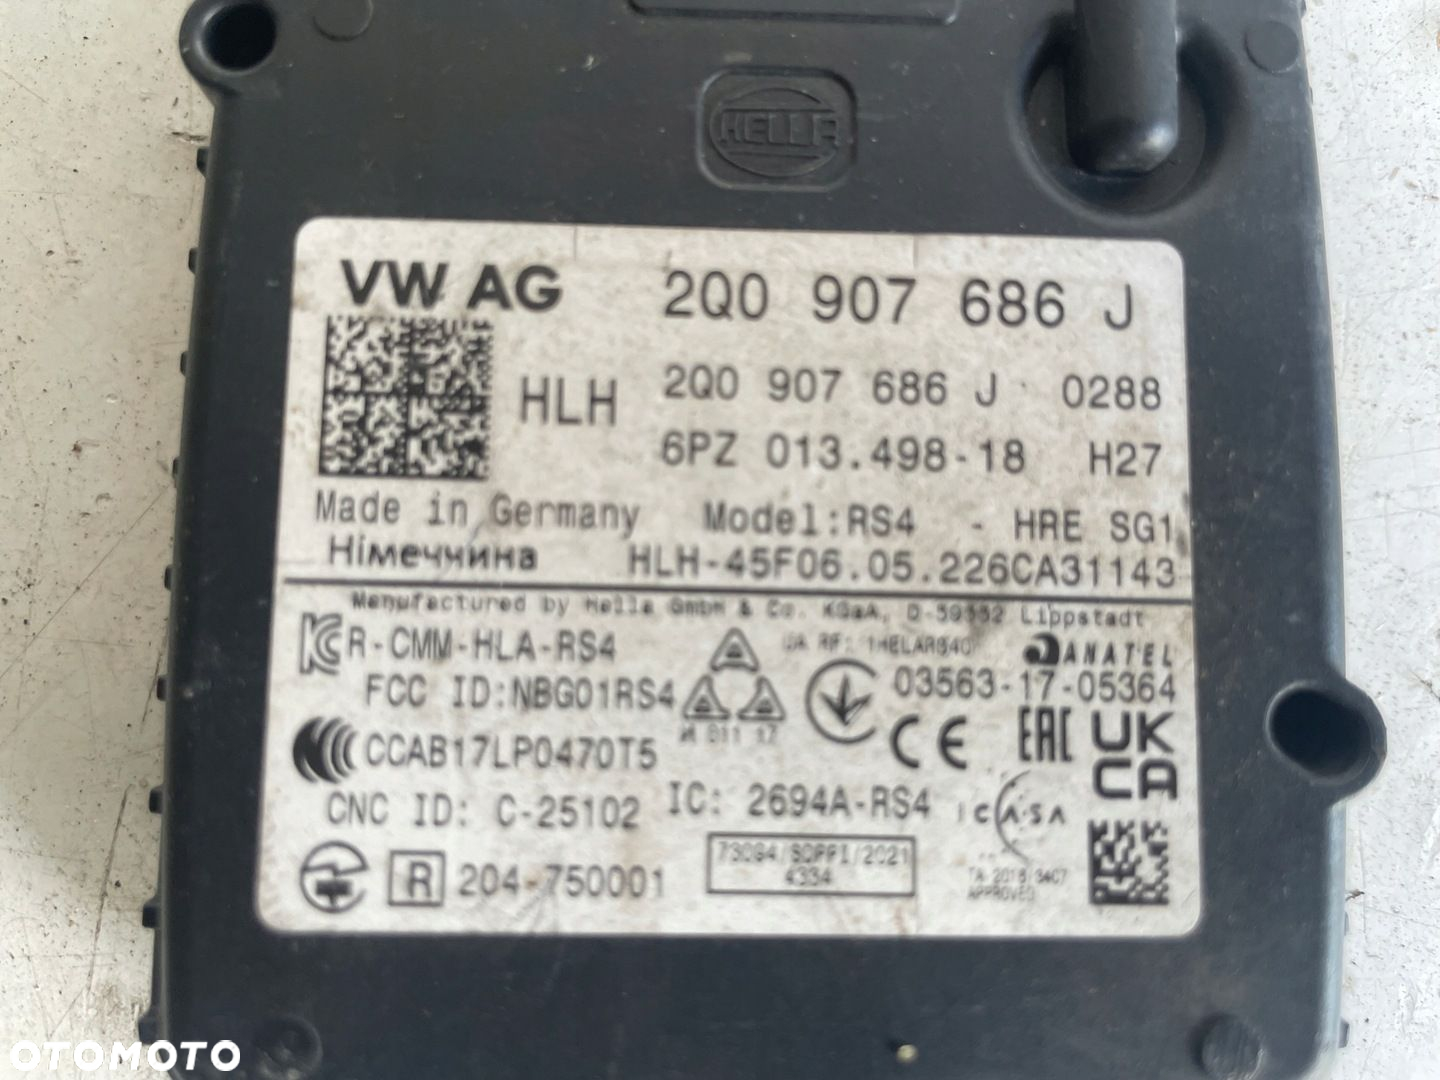 HELLA
VW AG 2Q0 907 686 J
HLH 2Q0 907 686 J 0288
6PZ 013.498-18 H27
Made in Germany Model:RS4 - HRE SG1
Німеччина HLH-45F06.05.226CA31143
Manufactured by Hella GmbH & Co. KGaA, D-59552 Lippstadt
R-CMM-HLA-RS4
ANATEL
FCC ID:NBG01RS4
03563-17-05364
CCAB17LP0470T5
CE EAC UK CA
CNC ID: C-25102 IC: 2694A-RS4 ICASA
R 204-750001
4334
APPROVED
OTOMOTO